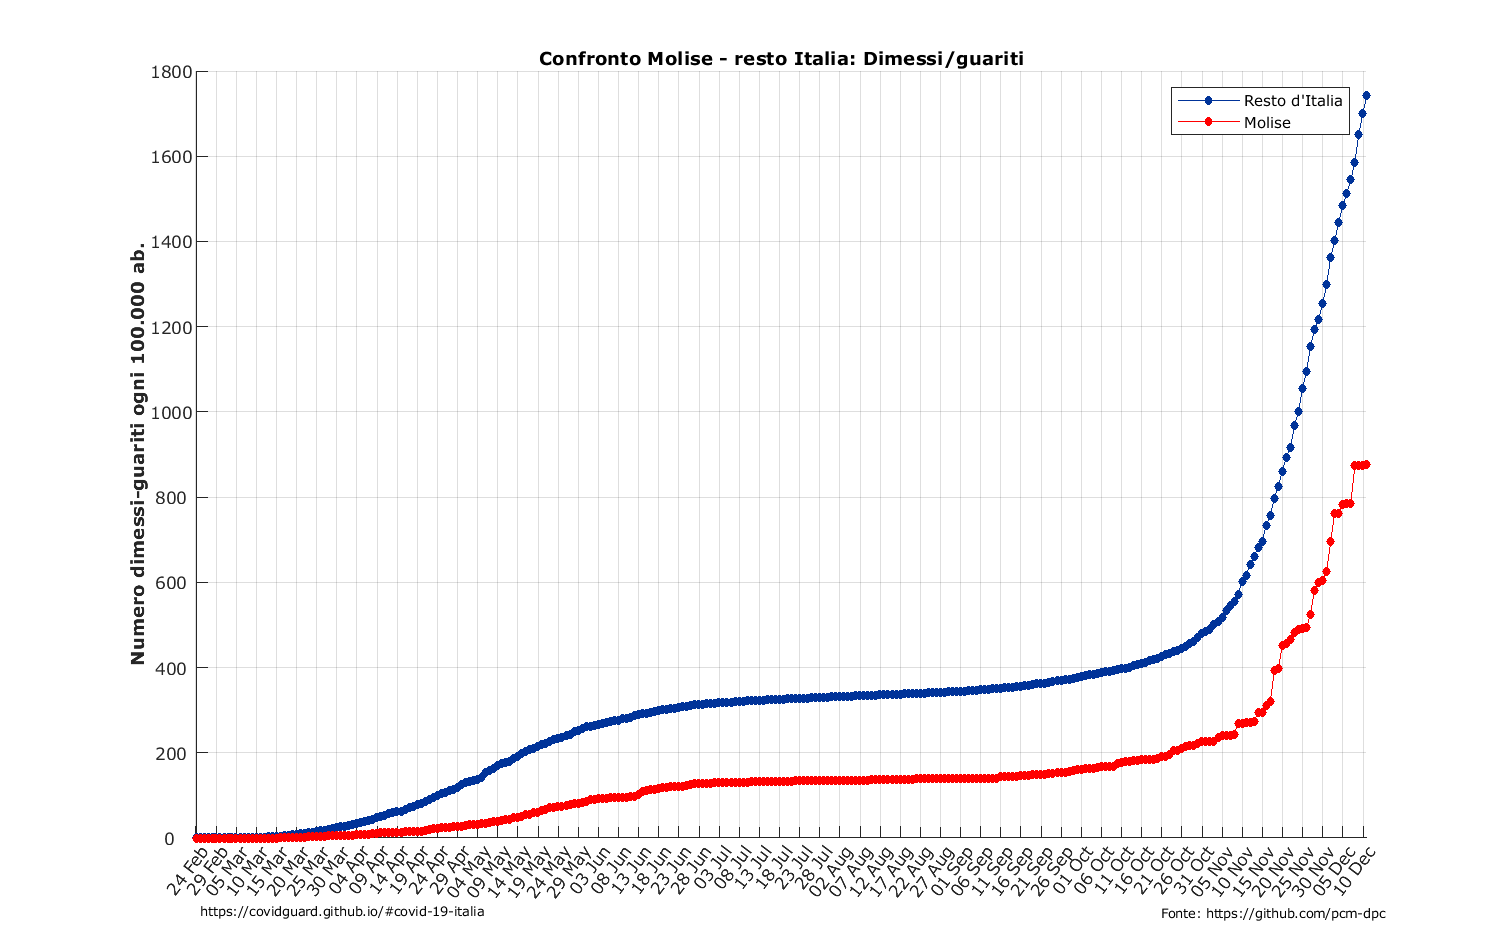 Confronto Molise - resto Italia: Dimessi/guariti
Numero dimessi-guariti ogni 100.000 ab.
1800
1600
1400
1200
1000
800
600
400
200
0
Resto d'Italia
Molise
24 Feb
29 Feb
05 Mar
10 Mar
15 Mar
20 Mar
25 Mar
30 Mar
04 Apr
09 Apr
14 Apr
19 Apr
24 Apr
29 Apr
04 May
09 May
14 May
19 May
24 May
29 May
03 Jun
08 Jun
13 Jun
18 Jun
23 Jun
28 Jun
03 Jul
08 Jul
13 Jul
18 Jul
23 Jul
28 Jul
02 Aug
07 Aug
12 Aug
17 Aug
22 Aug
27 Aug
01 Sep
06 Sep
11 Sep
16 Sep
21 Sep
26 Sep
01 Oct
06 Oct
11 Oct
16 Oct
21 Oct
26 Oct
31 Oct
05 Nov
10 Nov
15 Nov
20 Nov
25 Nov
30 Nov
05 Dec
10 Dec
https://covidguard.github.io/#covid-19-italia
Fonte: https://github.com/pcm-dpc